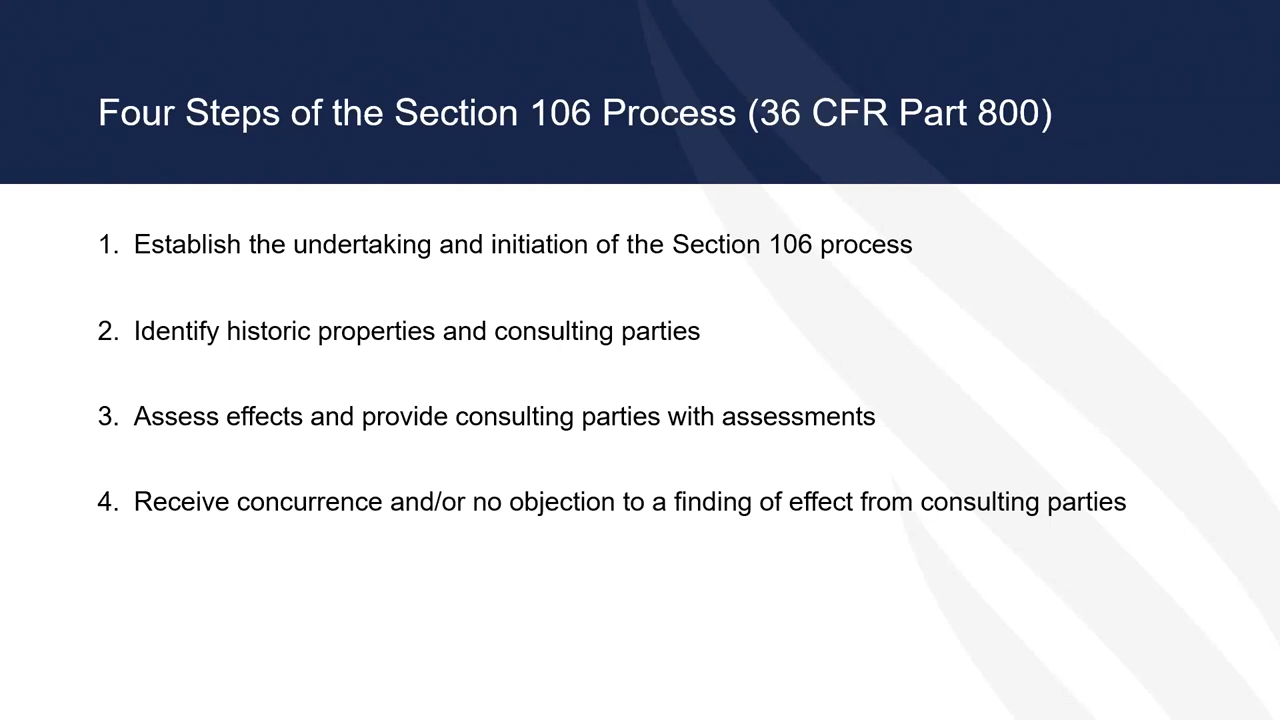 Four Steps of the Section 106 Process (36 CFR Part 800)
1. Establish the undertaking and initiation of the Section 106 process
2. Identify historic properties and consulting parties
3. Assess effects and provide consulting parties with assessments
4. Receive concurrence and/or no objection to a finding of effect from consulting parties